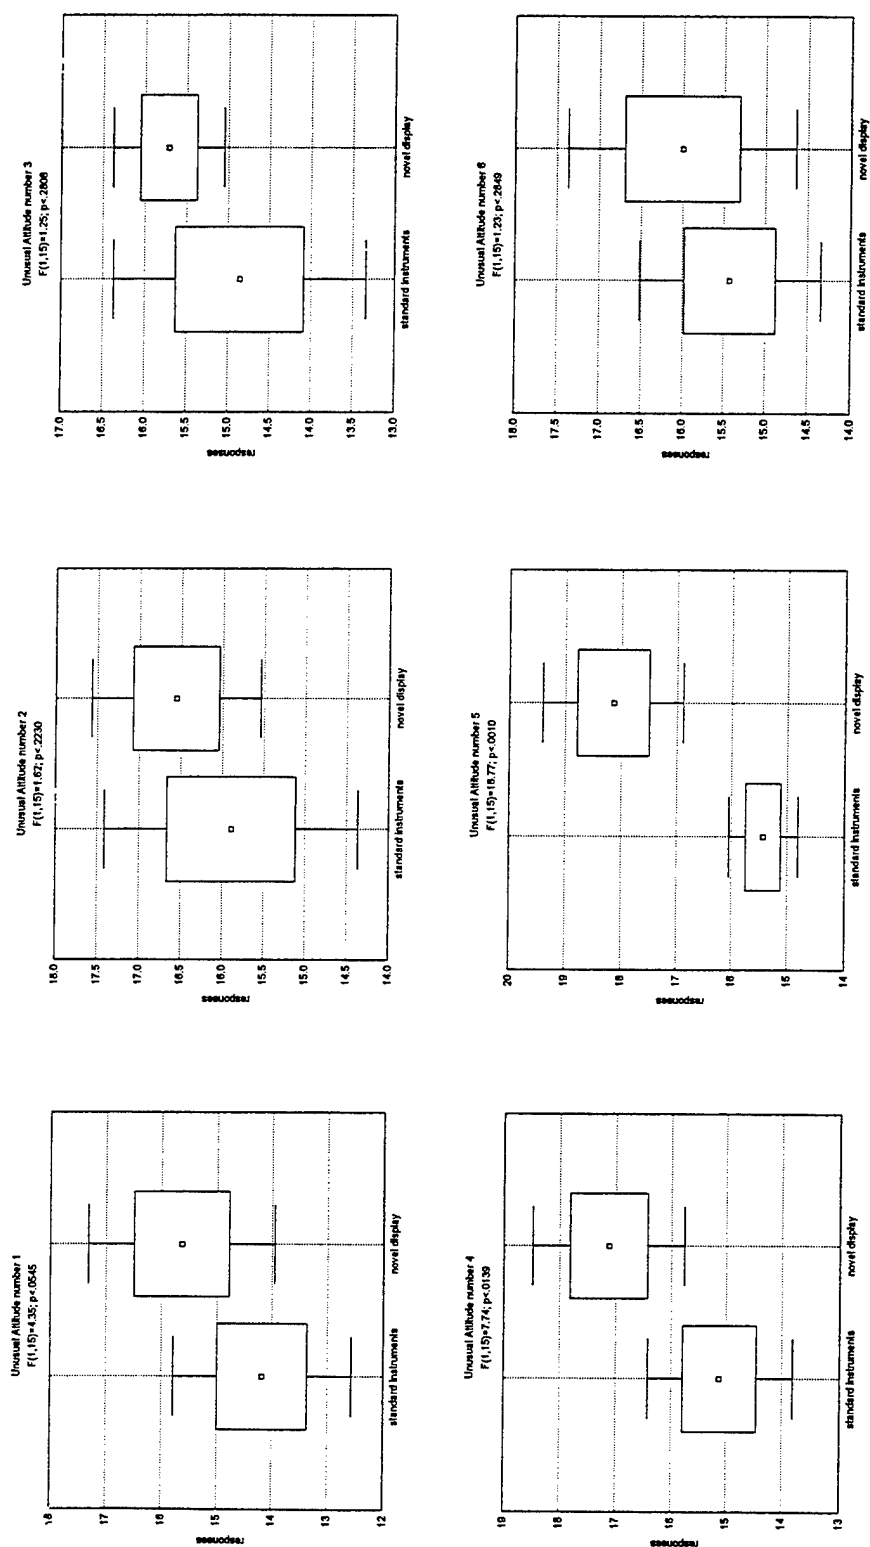 Unusual Attitude number 1
F(1,15)=4.35; p<.0545
responses
18
17
16
15
14
13
12
standard instruments
novel display
Unusual Attitude number 2
F(1,15)=1.62; p<.2230
responses
18.0
17.5
17.0
16.5
16.0
15.5
15.0
14.5
14.0
standard instruments
novel display
Unusual Attitude number 3
F(1,15)=1.25; p<.2808
responses
17.0
16.5
16.0
15.5
15.0
14.5
14.0
13.5
13.0
standard instruments
novel display
Unusual Attitude number 4
F(1,15)=7.74; p<.0139
responses
19
18
17
16
15
14
13
standard instruments
novel display
Unusual Attitude number 5
F(1,15)=16.77; p<.0010
responses
20
19
18
17
16
15
14
standard instruments
novel display
Unusual Attitude number 6
F(1,15)=1.23; p<.2849
responses
18.0
17.5
17.0
16.5
16.0
15.5
15.0
14.5
14.0
standard instruments
novel display